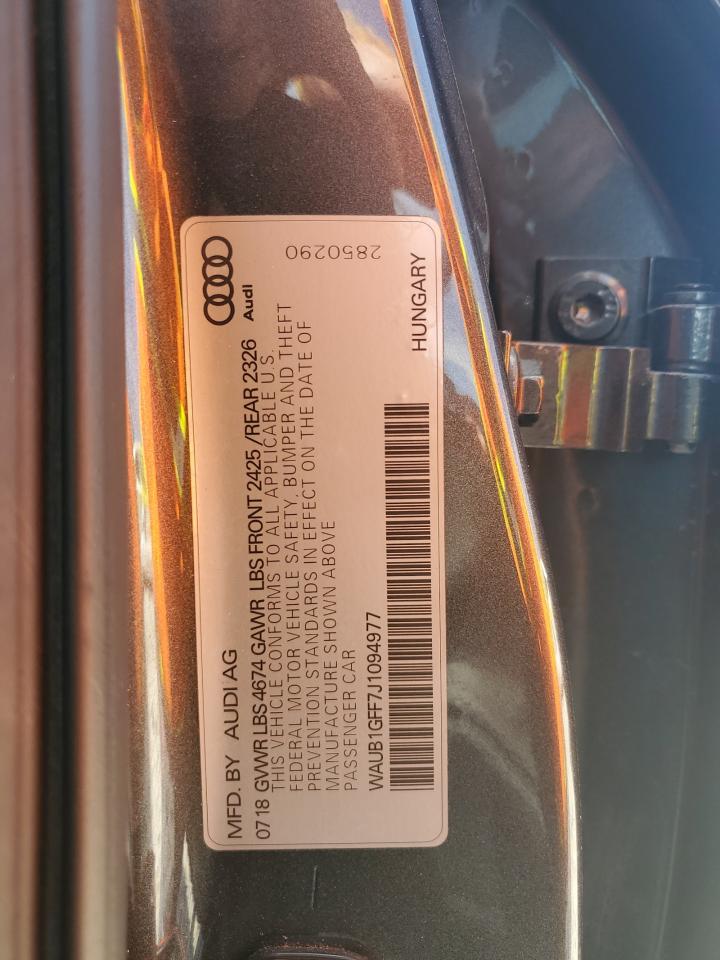 MFD. BY AUDI AG
Audi
07 18 GVWR LBS 4674 GAWR LBS FRONT 2425 /REAR 2326
THIS VEHICLE CONFORMS TO ALL APPLICABLE U.S.
FEDERAL MOTOR VEHICLE SAFETY, BUMPER AND THEFT
PREVENTION STANDARDS IN EFFECT ON THE DATE OF
MANUFACTURE SHOWN ABOVE
PASSENGER CAR
WAUB1GFF7J1094977
HUNGARY
2850290